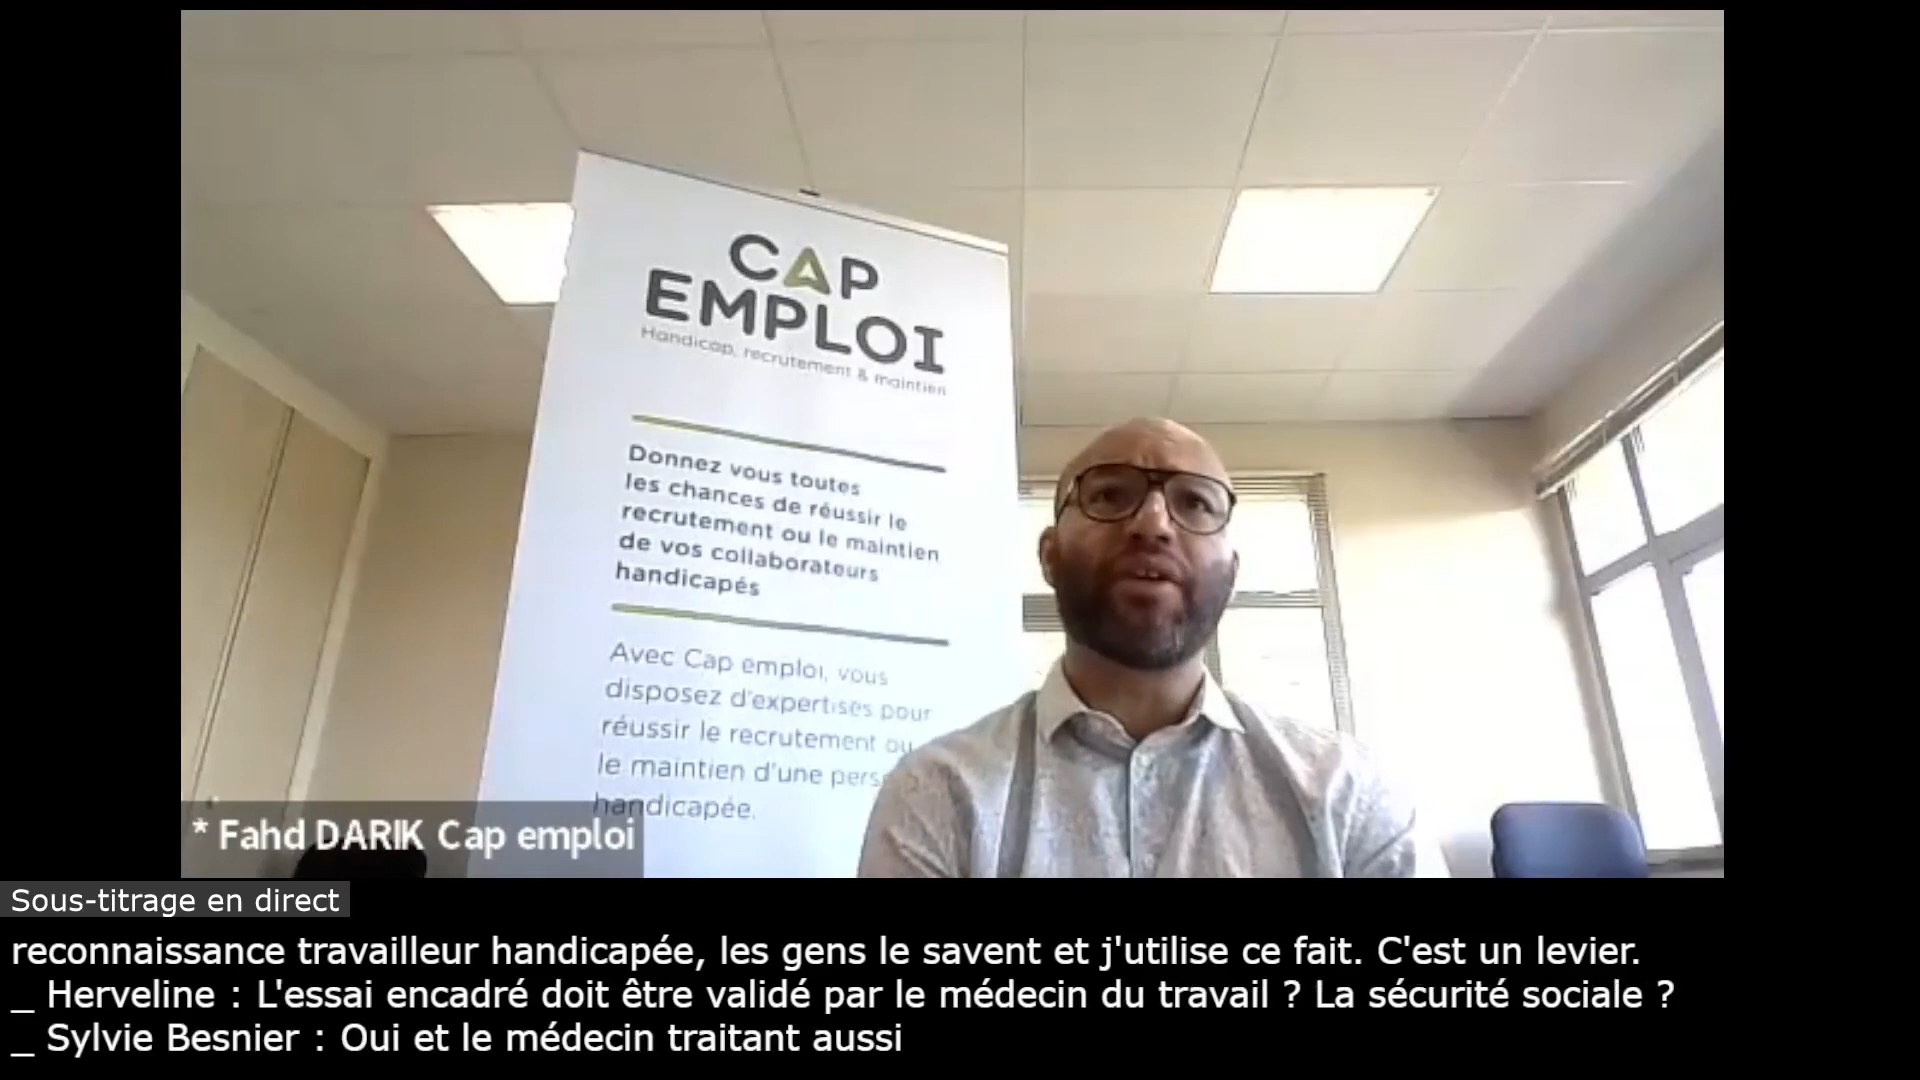 CAP
EMPLOI
Handicap, recrutement & maintien
Donnez vous toutes
les chances de réussir le
recrutement ou le maintien
de vos collaborateurs
handicapés
Avec Cap emploi, vous
disposez d'expertises pour
réussir le recrutement ou
le maintien d'une pers
handicapée.
* Fahd DARIK Cap emploi
Sous-titrage en direct
reconnaissance travailleur handicapée, les gens le savent et j'utilise ce fait. C'est un levier.
_ Herveline : L'essai encadré doit être validé par le médecin du travail ? La sécurité sociale ?
_ Sylvie Besnier : Oui et le médecin traitant aussi